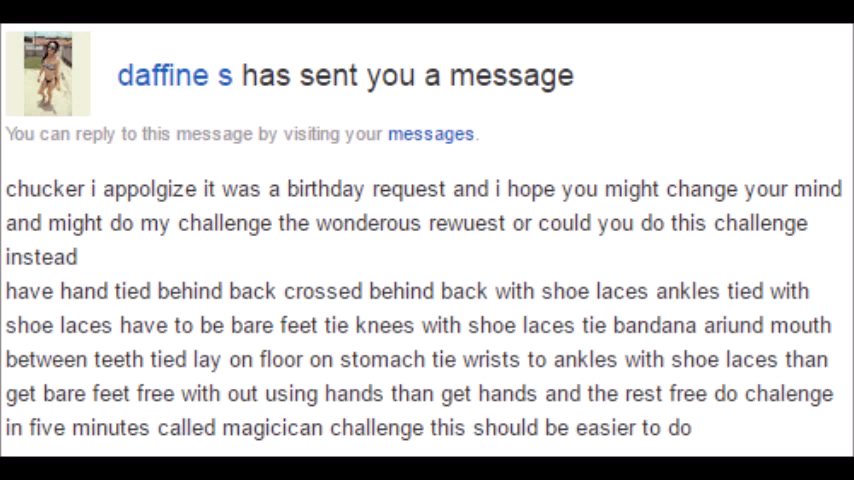 daffine s has sent you a message
You can reply to this message by visiting your messages.
chucker i appolgize it was a birthday request and i hope you might change your mind
and might do my challenge the wonderous rewuest or could you do this challenge
instead
have hand tied behind back crossed behind back with shoe laces ankles tied with
shoe laces have to be bare feet tie knees with shoe laces tie bandana ariund mouth
between teeth tied lay on floor on stomach tie wrists to ankles with shoe laces than
get bare feet free with out using hands than get hands and the rest free do chalenge
in five minutes called magicican challenge this should be easier to do